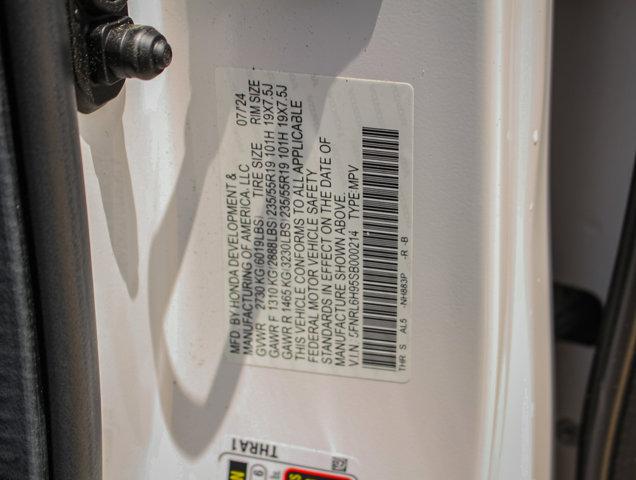 MFD. BY HONDA DEVELOPMENT &
MANUFACTURING OF AMERICA, LLC 07/'24
GVWR 2730 KG(6019LBS) TIRE SIZE RIM SIZE
GAWR F 1310 KG(2888LBS)235/55R19 101H 19X7.5J
GAWR R 1465 KG(3230LBS)235/55R19 101H 19X7.5J
THIS VEHICLE CONFORMS TO ALL APPLICABLE
FEDERAL MOTOR VEHICLE SAFETY
STANDARDS IN EFFECT ON THE DATE OF
MANUFACTURE SHOWN ABOVE.
V.I.N. 5FNRL6H95SB000214 TYPE:MPV
THR S AL5 -NH883P -R -B
THRA1